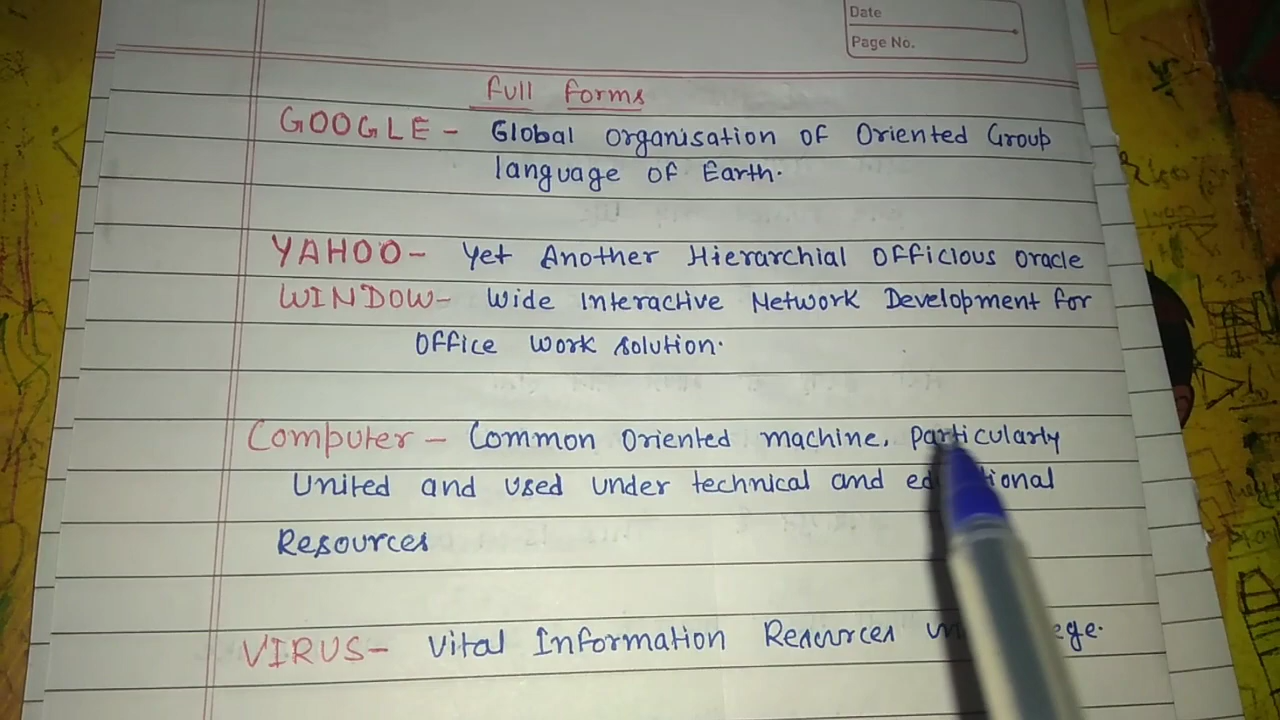 Date
Page No.
Full Forms
GOOGLE - Global organisation of Oriented Group
language of Earth.
YAHOO - Yet Another Hierarchial Officious Oracle
WINDOW - Wide Interactive Network Development for
Office Work solution.
Computer - Common Oriented machine, particularly
United and used under technical and
Resources
VIRUS - Vital Information Resources